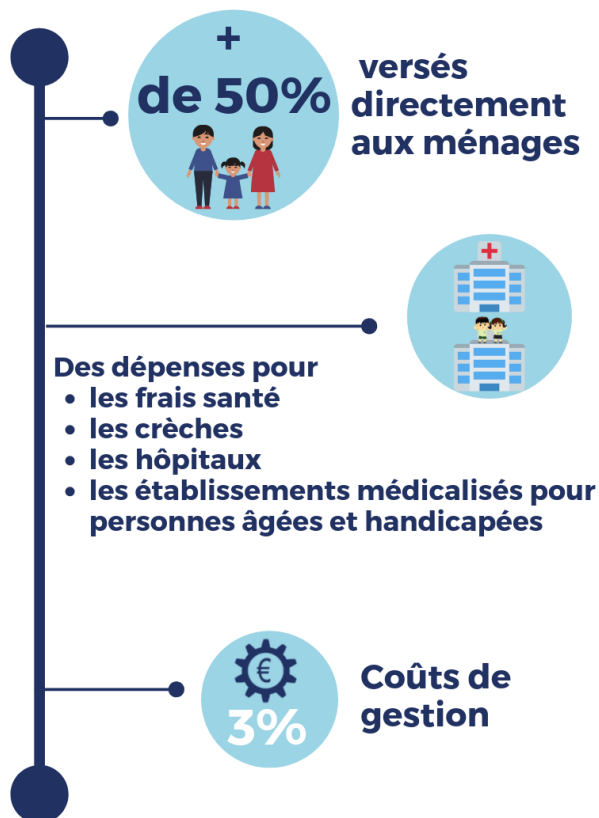 +
de 50%
versés
directement
aux ménages
Des dépenses pour
• les frais santé
• les crèches
• les hôpitaux
• les établissements médicalisés pour
personnes âgées et handicapées
€
3%
Coûts de
gestion